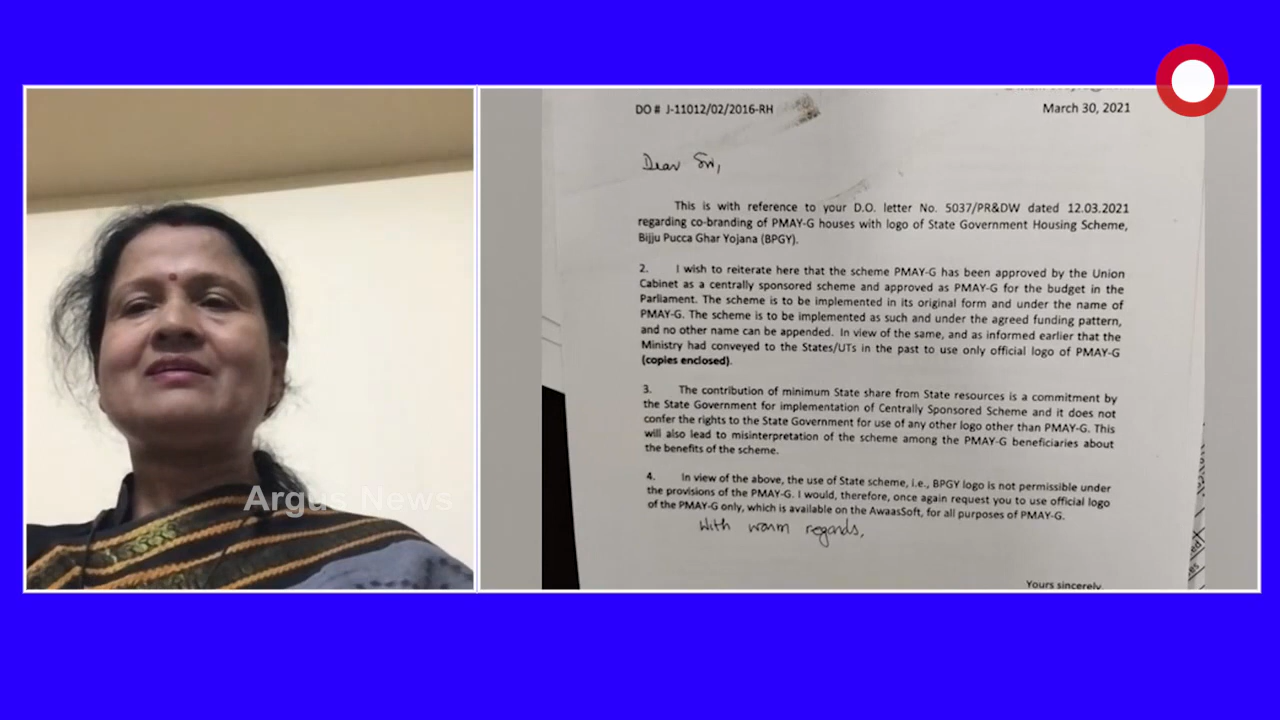 DO # J-11012/02/2016-RH
March 30, 2021
Dear Sir,
This is with reference to your D.O. letter No. 5037/PR&DW dated 12.03.2021
regarding co-branding of PMAY-G houses with logo of State Government Housing Scheme,
Bijju Pucca Ghar Yojana (BPGY).
2. I wish to reiterate here that the scheme PMAY-G has been approved by the Union
Cabinet as a centrally sponsored scheme and approved as PMAY-G for the budget in the
Parliament. The scheme is to be implemented in its original form and under the name of
PMAY-G. The scheme is to be implemented as such and under the agreed funding pattern,
and no other name can be appended. In view of the same, and as informed earlier that the
Ministry had conveyed to the States/UTs in the past to use only official logo of PMAY-G
(copies enclosed).
3. The contribution of minimum State share from State resources is a commitment by
the State Government for implementation of Centrally Sponsored Scheme and it does not
confer the rights to the State Government for use of any other logo other than PMAY-G. This
will also lead to misinterpretation of the scheme among the PMAY-G beneficiaries about
the benefits of the scheme.
4. In view of the above, the use of State scheme, i.e., BPGY logo is not permissible under
the provisions of the PMAY-G. I would, therefore, once again request you to use official logo
of the PMAY-G only, which is available on the AwaasSoft, for all purposes of PMAY-G.
With warm regards,
Yours sincerely,
Argus News